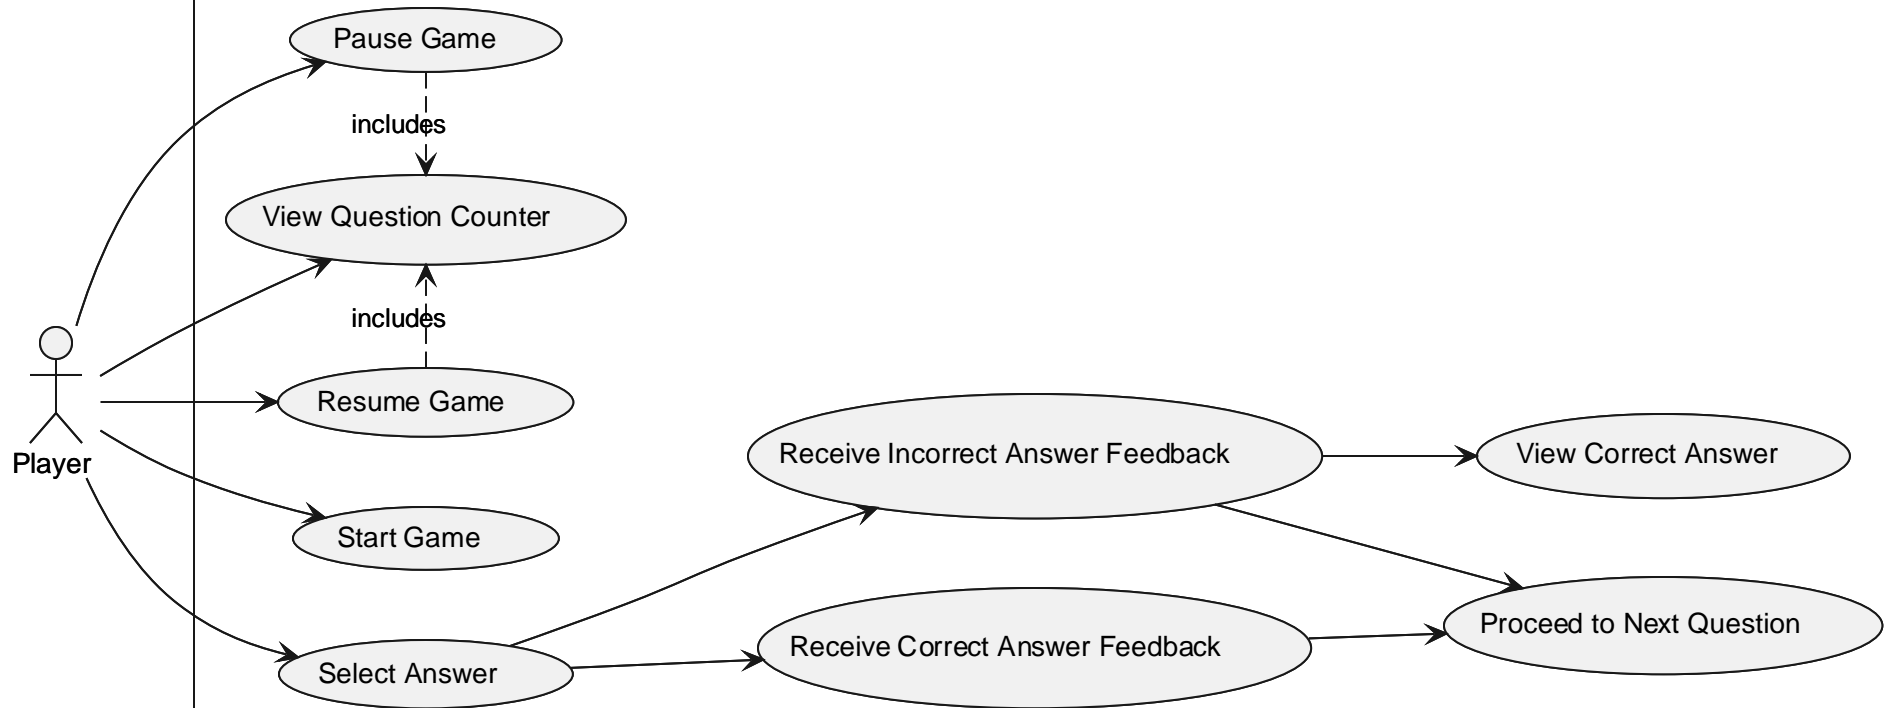 Pause Game
includes
View Question Counter
includes
Resume Game
Player
Start Game
Select Answer
Receive Incorrect Answer Feedback
Receive Correct Answer Feedback
View Correct Answer
Proceed to Next Question